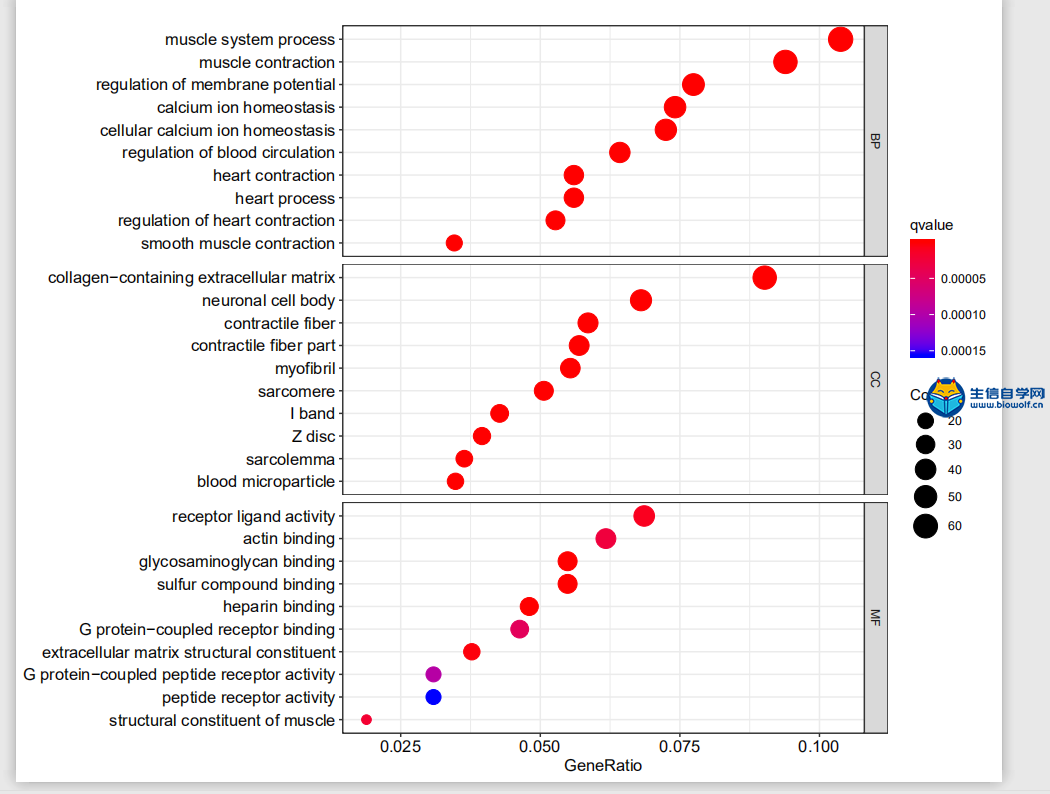 muscle system process
muscle contraction
regulation of membrane potential
calcium ion homeostasis
cellular calcium ion homeostasis
regulation of blood circulation
heart contraction
heart process
regulation of heart contraction
smooth muscle contraction
BP
collagen−containing extracellular matrix
neuronal cell body
contractile fiber
contractile fiber part
myofibril
sarcomere
I band
Z disc
sarcolemma
blood microparticle
CC
receptor ligand activity
actin binding
glycosaminoglycan binding
sulfur compound binding
heparin binding
G protein−coupled receptor binding
extracellular matrix structural constituent
G protein−coupled peptide receptor activity
peptide receptor activity
structural constituent of muscle
MF
0.025 0.050 0.075 0.100
GeneRatio
qvalue
0.00005
0.00010
0.00015
生信自学网
www.biowolf.cn
20
30
40
50
60